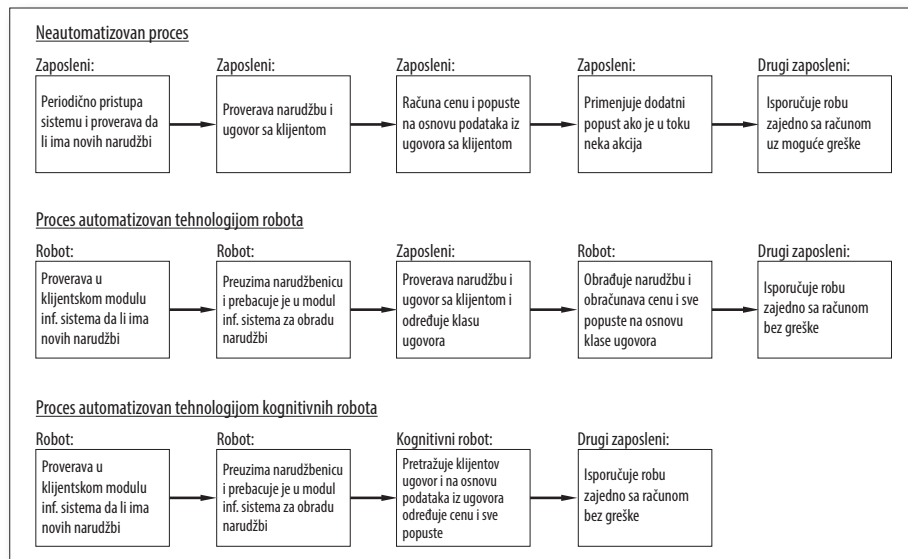 Neautomatizovan proces
Zaposleni:
Periodično pristupa
sistemu i proverava da
li ima novih narudžbi
Zaposleni:
Proverava narudžbu i
ugovor sa klijentom
Zaposleni:
Računa cenu i popuste
na osnovu podataka iz
ugovora sa klijentom
Zaposleni:
Primenjuje dodatni
popust ako je u toku
neka akcija
Drugi zaposleni:
Isporučuje robu
zajedno sa računom
uz moguće greške
Proces automatizovan tehnologijom robota
Robot:
Proverava u
klijentskom modulu
inf. sistema da li ima
novih narudžbi
Robot:
Preuzima narudžbenicu
i prebacuje je u modul
inf. sistema za obradu
narudžbi
Zaposleni:
Proverava narudžbu i
ugovor sa klijentom i
određuje klasu
ugovora
Robot:
Obrađuje narudžbu i
obračunava cenu i sve
popuste na osnovu
klase ugovora
Drugi zaposleni:
Isporučuje robu
zajedno sa računom
bez greške
Proces automatizovan tehnologijom kognitivnih robota
Robot:
Proverava u
klijentskom modulu
inf. sistema da li ima
novih narudžbi
Robot:
Preuzima narudžbenicu
i prebacuje je u modul
inf. sistema za obradu
narudžbi
Kognitivni robot:
Pretražuje klijentov
ugovor i na osnovu
podataka iz ugovora
određuje cenu i sve
popuste
Drugi zaposleni:
Isporučuje robu
zajedno sa računom
bez greške